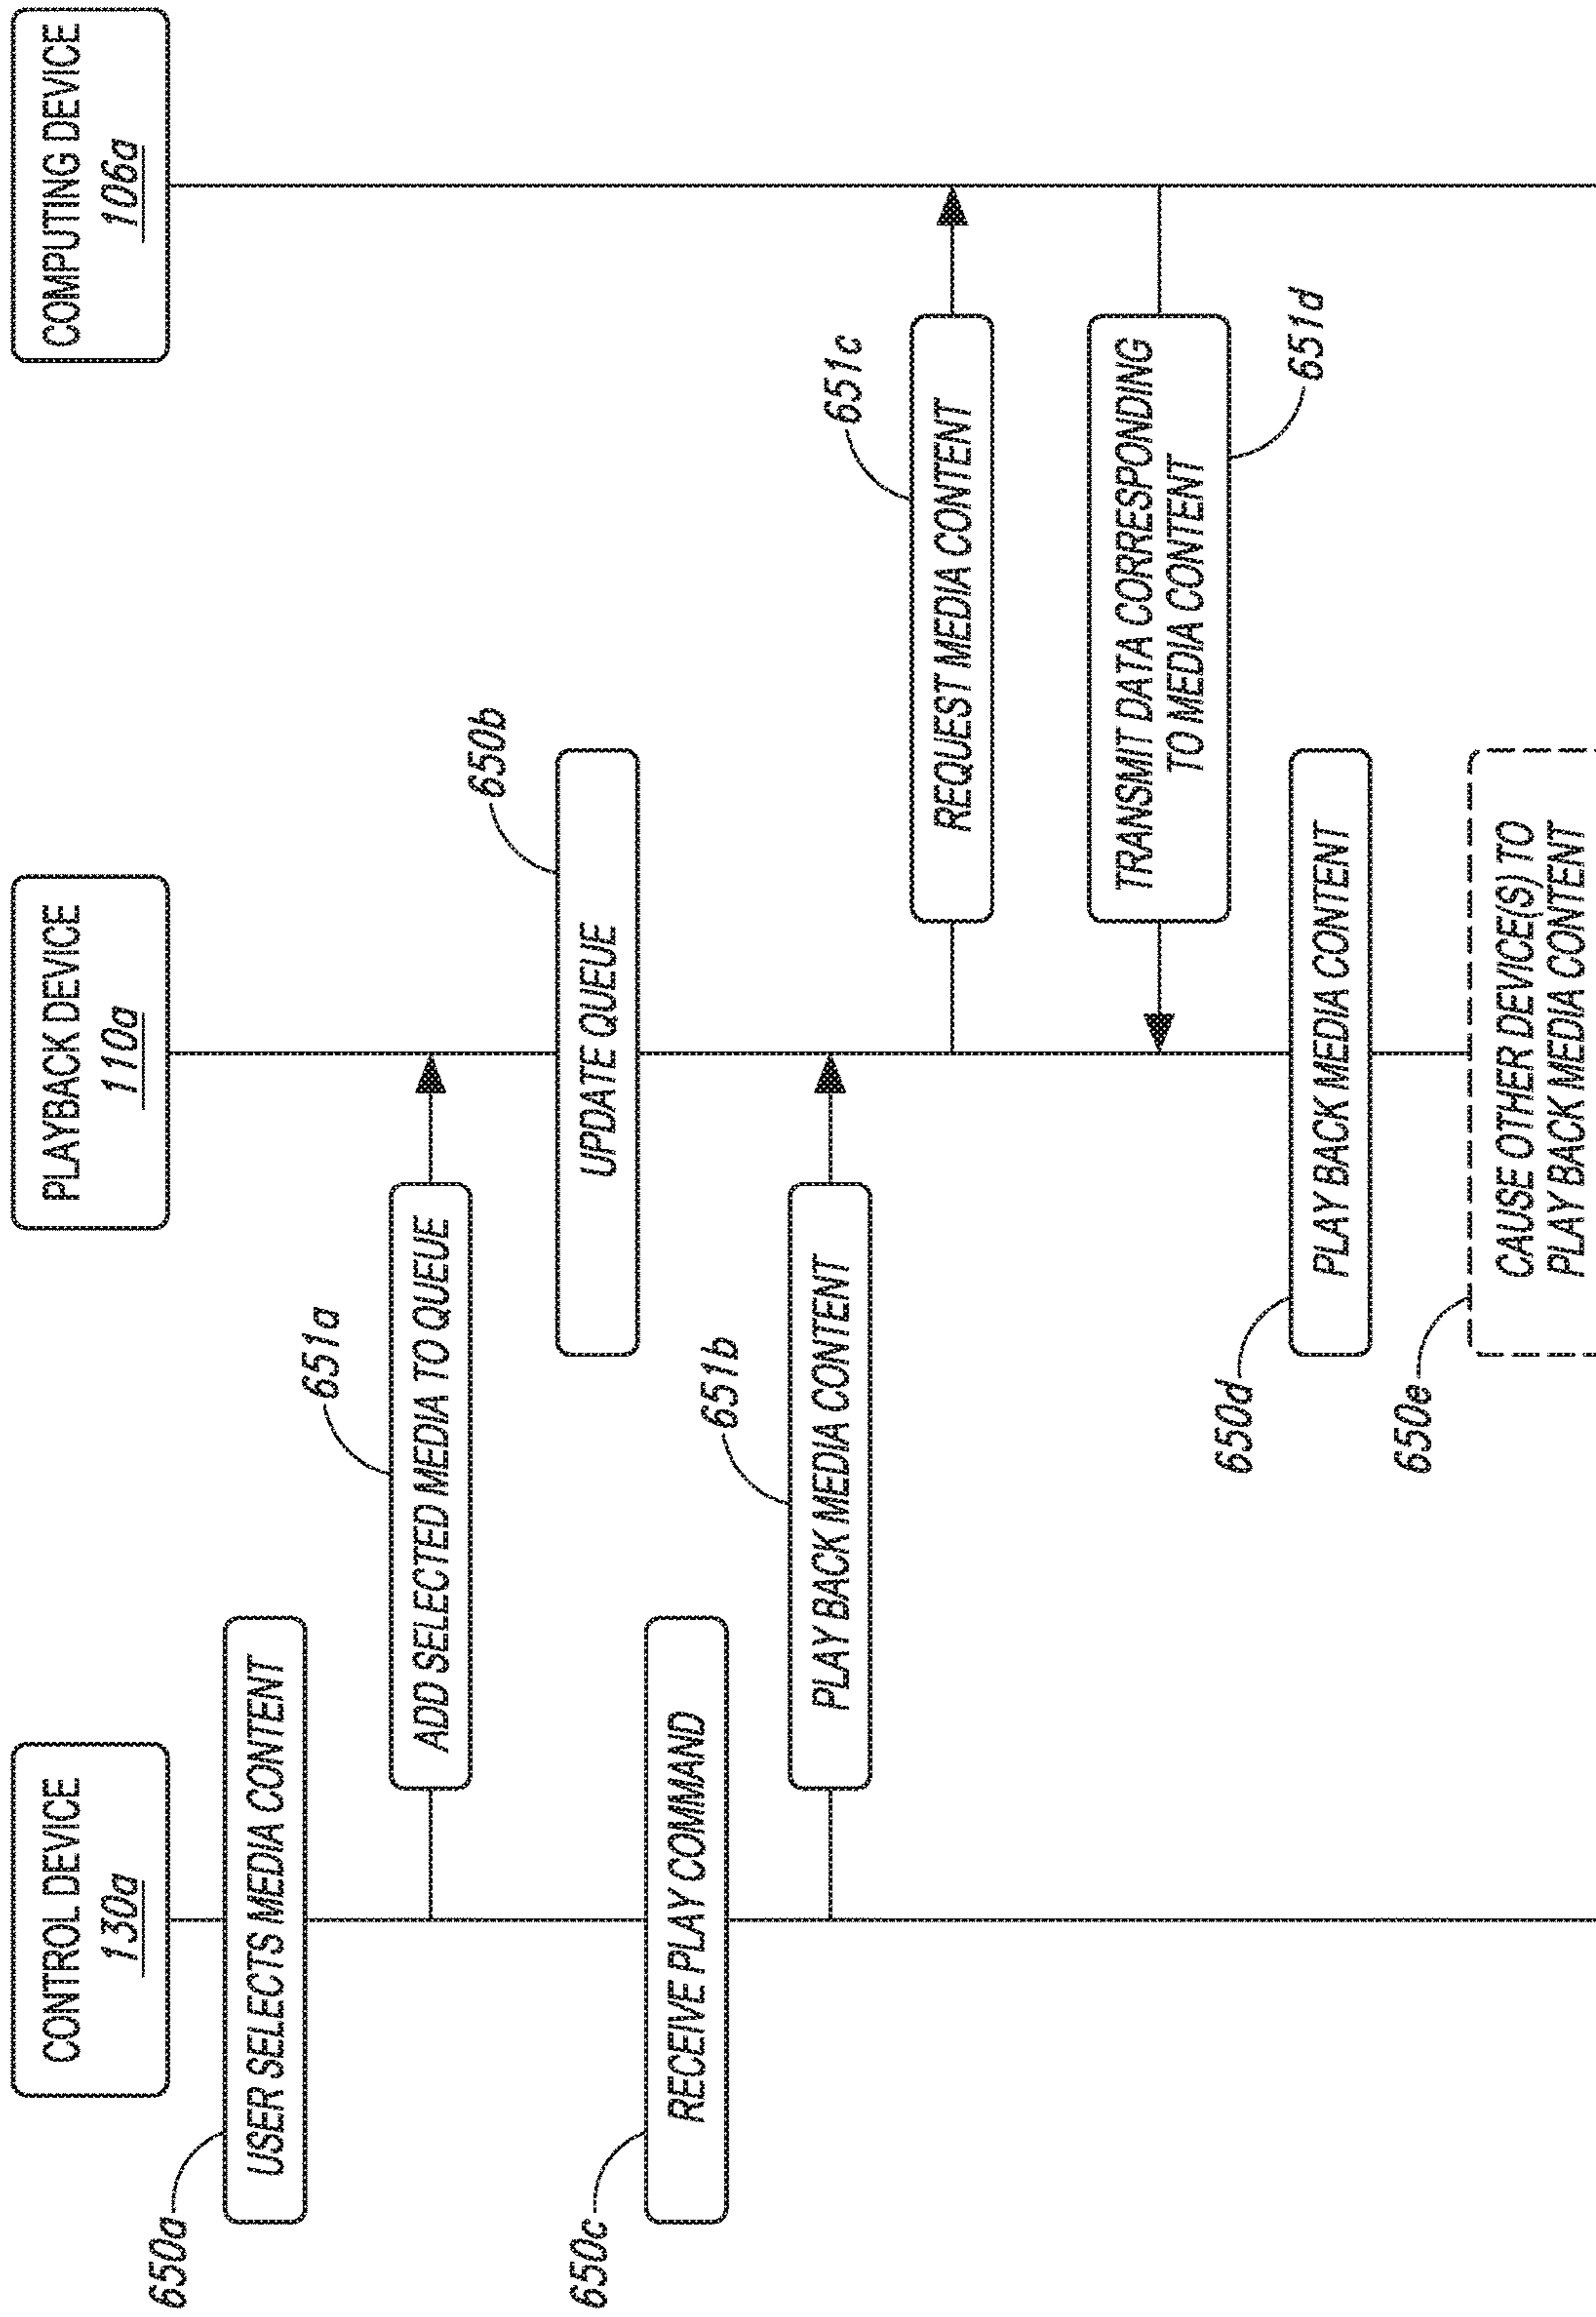 CONTROL DEVICE
130a
PLAYBACK DEVICE
110a
COMPUTING DEVICE
106a
650a
USER SELECTS MEDIA CONTENT
651a
ADD SELECTED MEDIA TO QUEUE
650b
UPDATE QUEUE
650c
RECEIVE PLAY COMMAND
651b
PLAY BACK MEDIA CONTENT
651c
REQUEST MEDIA CONTENT
TRANSMIT DATA CORRESPONDING
TO MEDIA CONTENT
651d
650d
PLAY BACK MEDIA CONTENT
650e
CAUSE OTHER DEVICE(S) TO
PLAY BACK MEDIA CONTENT